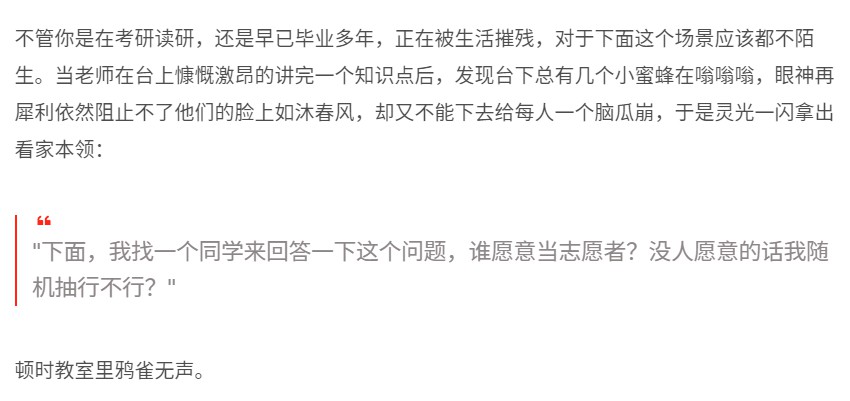 不管你是在考研读研，还是早已毕业多年，正在被生活摧残，对于下面这个场景应该都不陌
生。当老师在台上慷慨激昂的讲完一个知识点后，发现台下总有几个小蜜蜂在嗡嗡嗡，眼神再
犀利依然阻止不了他们的脸上如沐春风，却又不能下去给每人一个脑瓜崩，于是灵光一闪拿出
看家本领：
❝
"下面，我找一个同学来回答一下这个问题，谁愿意当志愿者？没人愿意的话我随
机抽行不行？"
顿时教室里鸦雀无声。